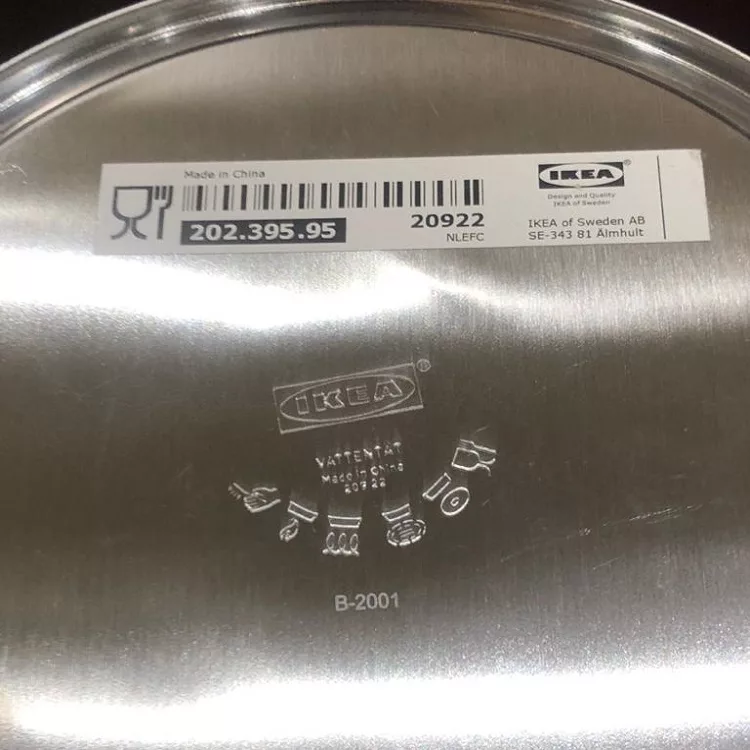 Made in China
202.395.95
20922
NLEFC
IKEA®
Design and Quality
IKEA of Sweden
IKEA of Sweden AB
SE-343 81 Älmhult
IKEA®
VATTENTÄT
Made in China
20922
B-2001